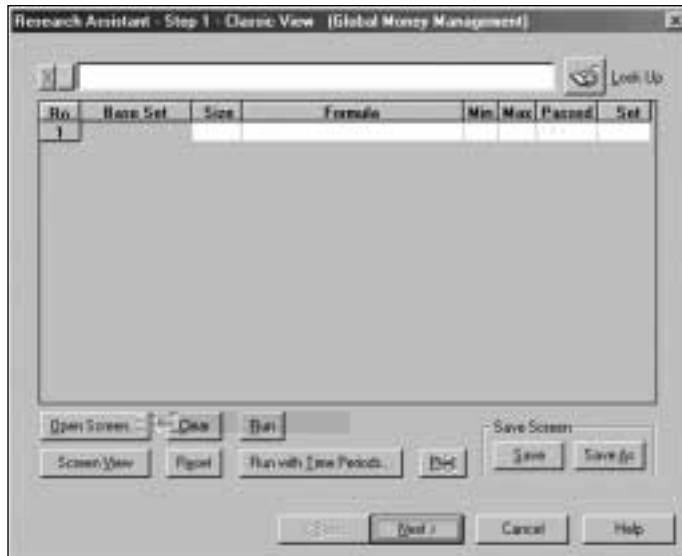 Research Assistant - Step 1 - Classic View (Global Money Management)
Look Up
Ro Base Set Size Formula Min Max Passed Set
1
Open Screen... Clear Run
Save Screen
Screen View Reset Run with Time Periods... Print Save Save As
Next > Cancel Help